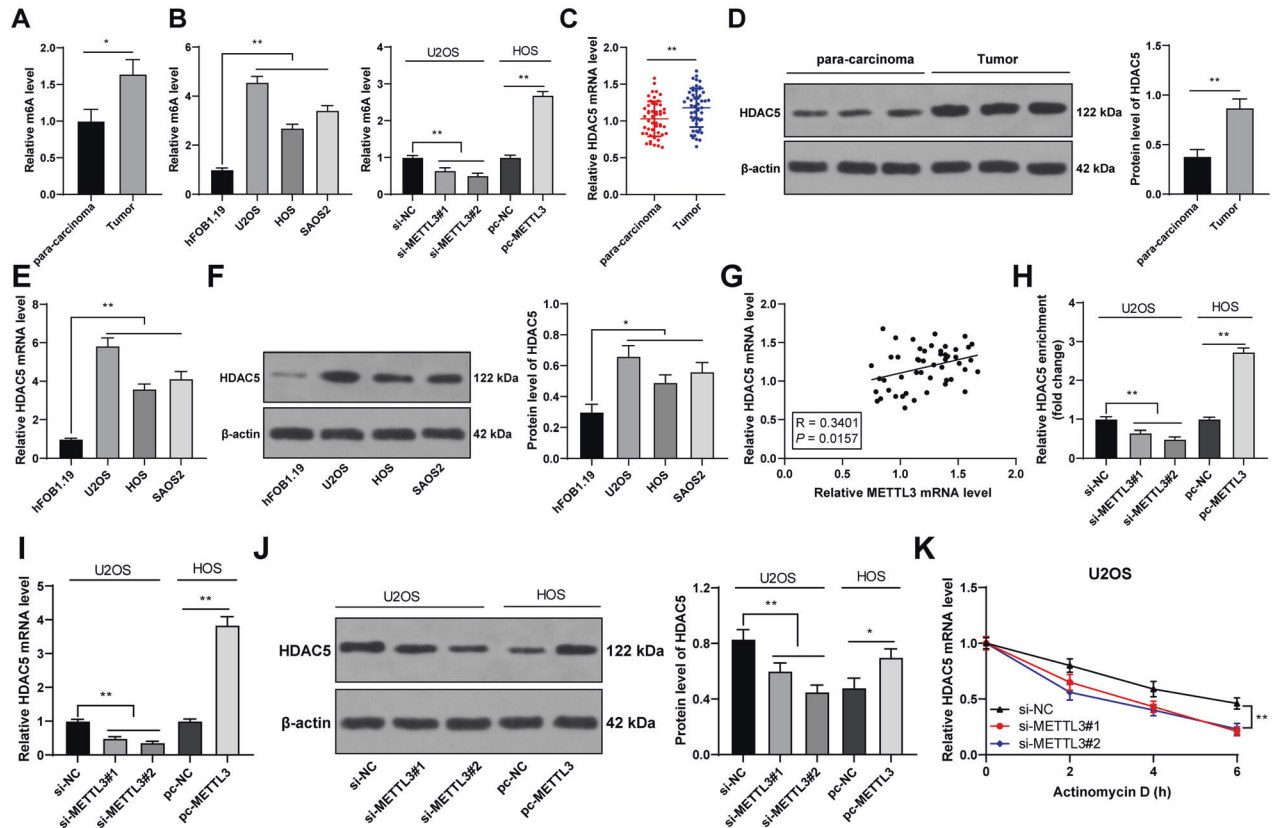 A
Relative m6A level
2.0
1.5
1.0
0.5
0.0
*
para-carcinoma
Tumor
B
Relative m6A level
6
4
2
0
**
hFOB1.19
U2OS
HOS
SAOS2
Relative m6A level
4
3
2
1
0
U2OS
HOS
**
**
si-NC
si-METTL3#1
si-METTL3#2
pc-NC
pc-METTL3
C
Relative HDAC5 mRNA level
2.0
1.5
1.0
0.5
0.0
**
para-carcinoma
Tumor
D
para-carcinoma
Tumor
HDAC5
122 kDa
β-actin
42 kDa
Protein level of HDAC5
1.5
1.0
0.5
0.0
**
para-carcinoma
Tumor
E
Relative HDAC5 mRNA level
8
6
4
2
0
**
hFOB1.19
U2OS
HOS
SAOS2
F
HDAC5
122 kDa
β-actin
42 kDa
hFOB1.19
U2OS
HOS
SAOS2
Protein level of HDAC5
1.0
0.8
0.6
0.4
0.2
0.0
*
hFOB1.19
U2OS
HOS
SAOS2
G
Relative HDAC5 mRNA level
2.0
1.5
1.0
0.5
0.0
R = 0.3401
P = 0.0157
0.0
0.5
1.0
1.5
2.0
Relative METTL3 mRNA level
H
Relative HDAC5 enrichment
(fold change)
4
3
2
1
0
U2OS
HOS
**
**
si-NC
si-METTL3#1
si-METTL3#2
pc-NC
pc-METTL3
I
Relative HDAC5 mRNA level
5
4
3
2
1
0
U2OS
HOS
**
**
si-NC
si-METTL3#1
si-METTL3#2
pc-NC
pc-METTL3
J
U2OS
HOS
HDAC5
122 kDa
β-actin
42 kDa
si-NC
si-METTL3#1
si-METTL3#2
pc-NC
pc-METTL3
Protein level of HDAC5
1.2
0.8
0.4
0.0
U2OS
HOS
**
*
si-NC
si-METTL3#1
si-METTL3#2
pc-NC
pc-METTL3
K
U2OS
Relative HDAC5 mRNA level
1.5
1.0
0.5
0.0
si-NC
si-METTL3#1
si-METTL3#2
**
0
2
4
6
Actinomycin D (h)